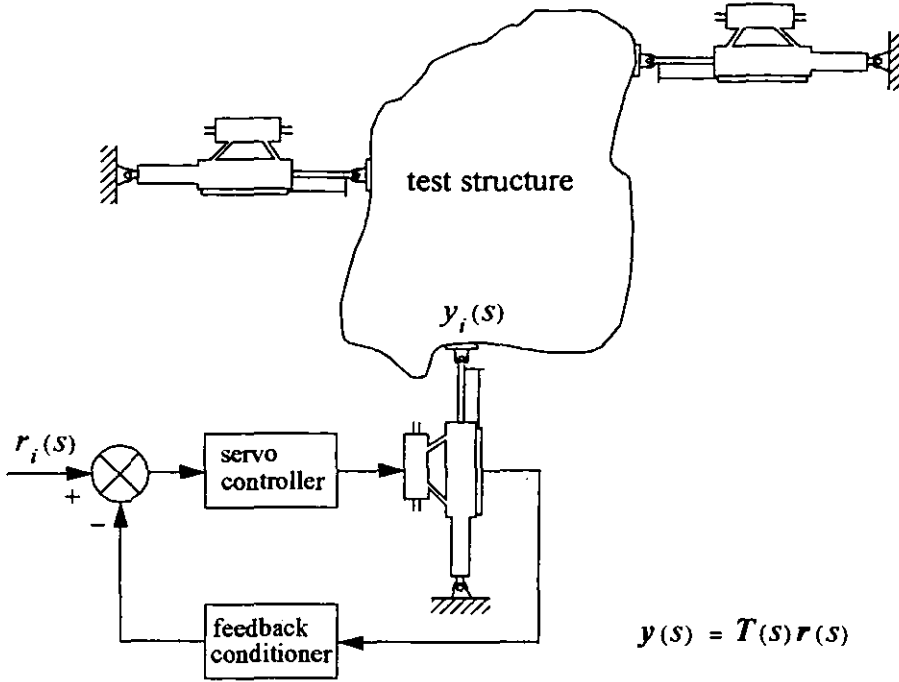 test structure
y_i(s)
r_i(s)
+
−
servo
controller
feedback
conditioner
y(s) = T(s)r(s)